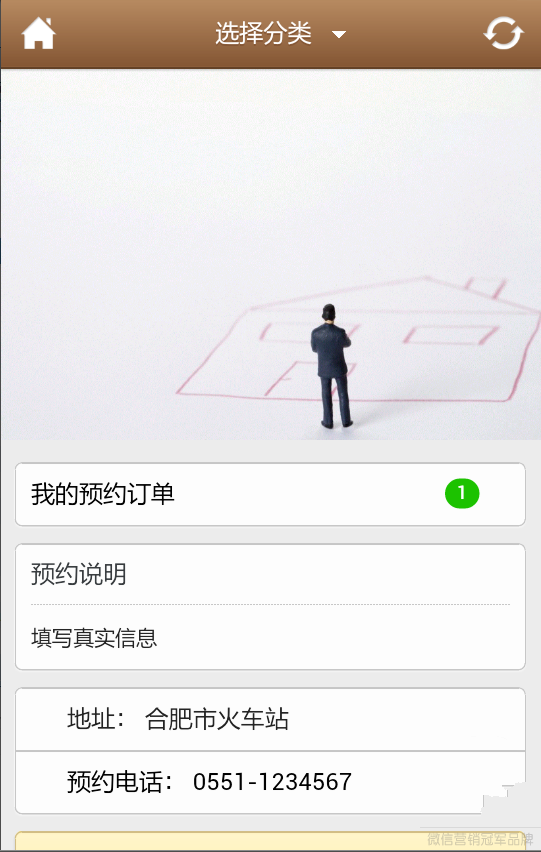 选择分类
我的预约订单 1
预约说明
填写真实信息
地址： 合肥市火车站
预约电话： 0551-1234567
微信营销冠军品牌